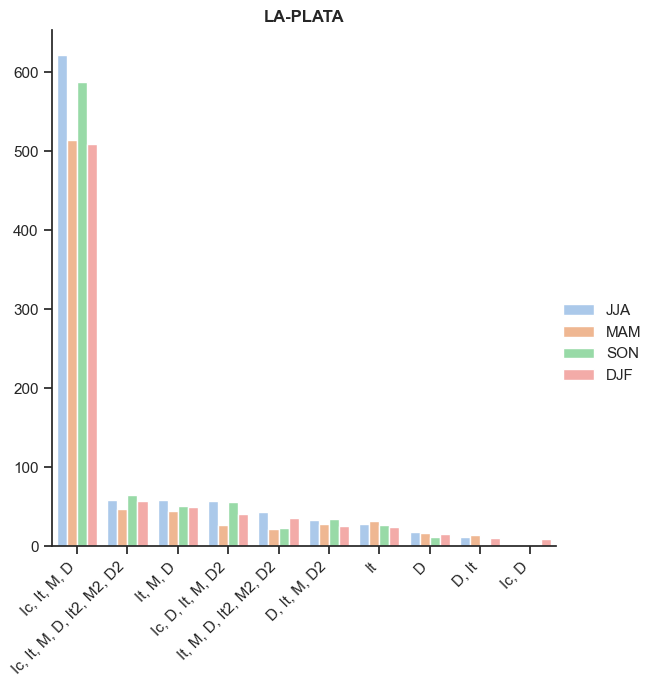 LA-PLATA
600
500
400
300
200
100
0
JJA
MAM
SON
DJF
Ic, It, M, D
Ic, It, M, D, It2, M2, D2
It, M, D
Ic, D, It, M, D2
It, M, D, It2, M2, D2
D, It, M, D2
It
D
D, It
Ic, D